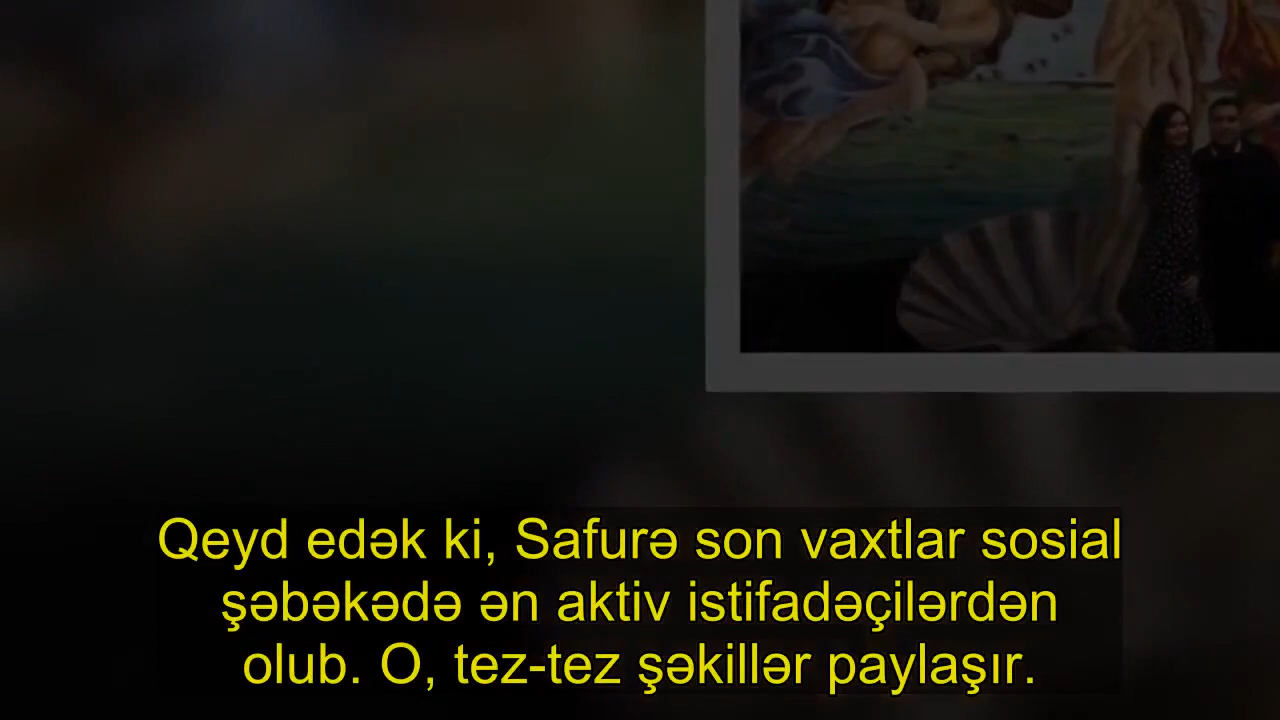 Qeyd edək ki, Safurə son vaxtlar sosial
şəbəkədə ən aktiv istifadəçilərdən
olub. O, tez-tez şəkillər paylaşır.